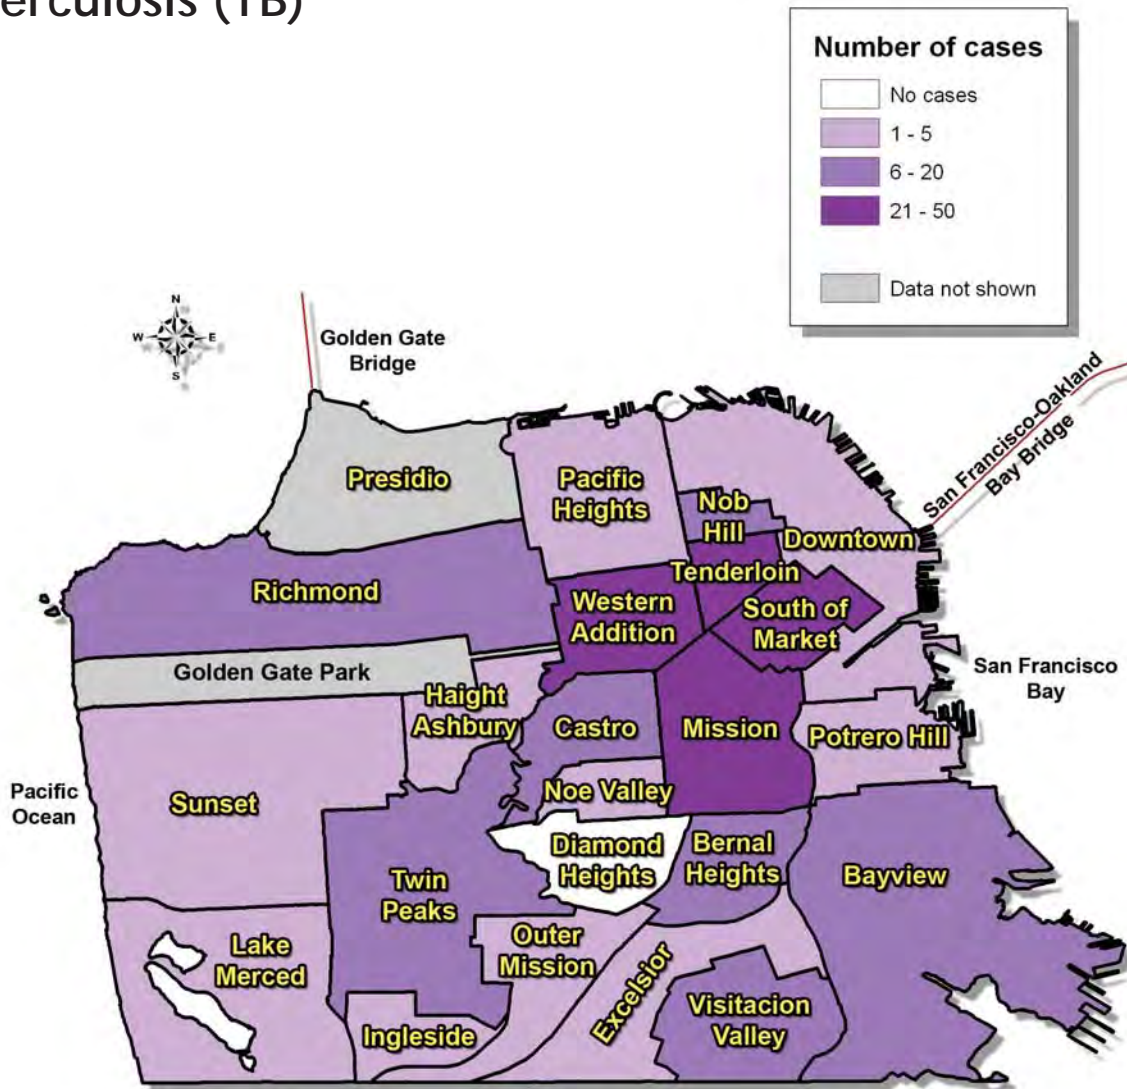 erculosis (TB)
Number of cases
No cases
1 - 5
6 - 20
21 - 50
Data not shown
N
W E
S
Golden Gate
Bridge
San Francisco-Oakland
Bay Bridge
Presidio
Pacific
Heights
Nob
Hill
Downtown
Tenderloin
Richmond
Western
Addition
South of
Market
Golden Gate Park
San Francisco
Bay
Haight
Ashbury
Castro
Mission
Potrero Hill
Pacific
Ocean
Sunset
Noe Valley
Diamond
Heights
Bernal
Heights
Bayview
Twin
Peaks
Lake
Merced
Outer
Mission
Excelsior
Visitacion
Valley
Ingleside